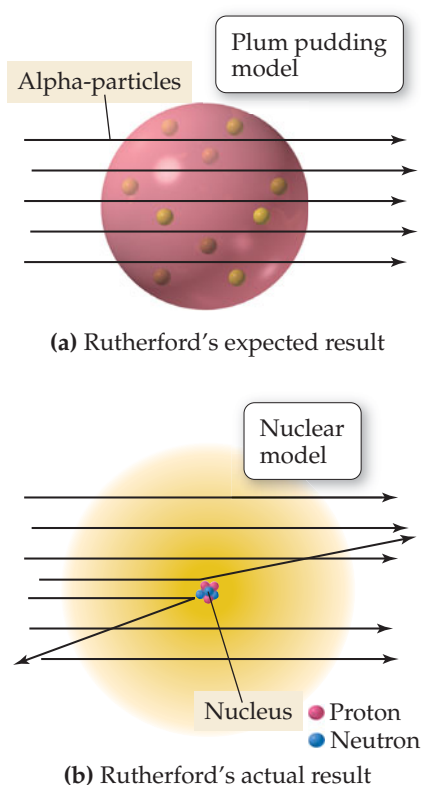 Plum pudding
model
Alpha-particles
(a) Rutherford's expected result
Nuclear
model
Nucleus
Proton
Neutron
(b) Rutherford's actual result